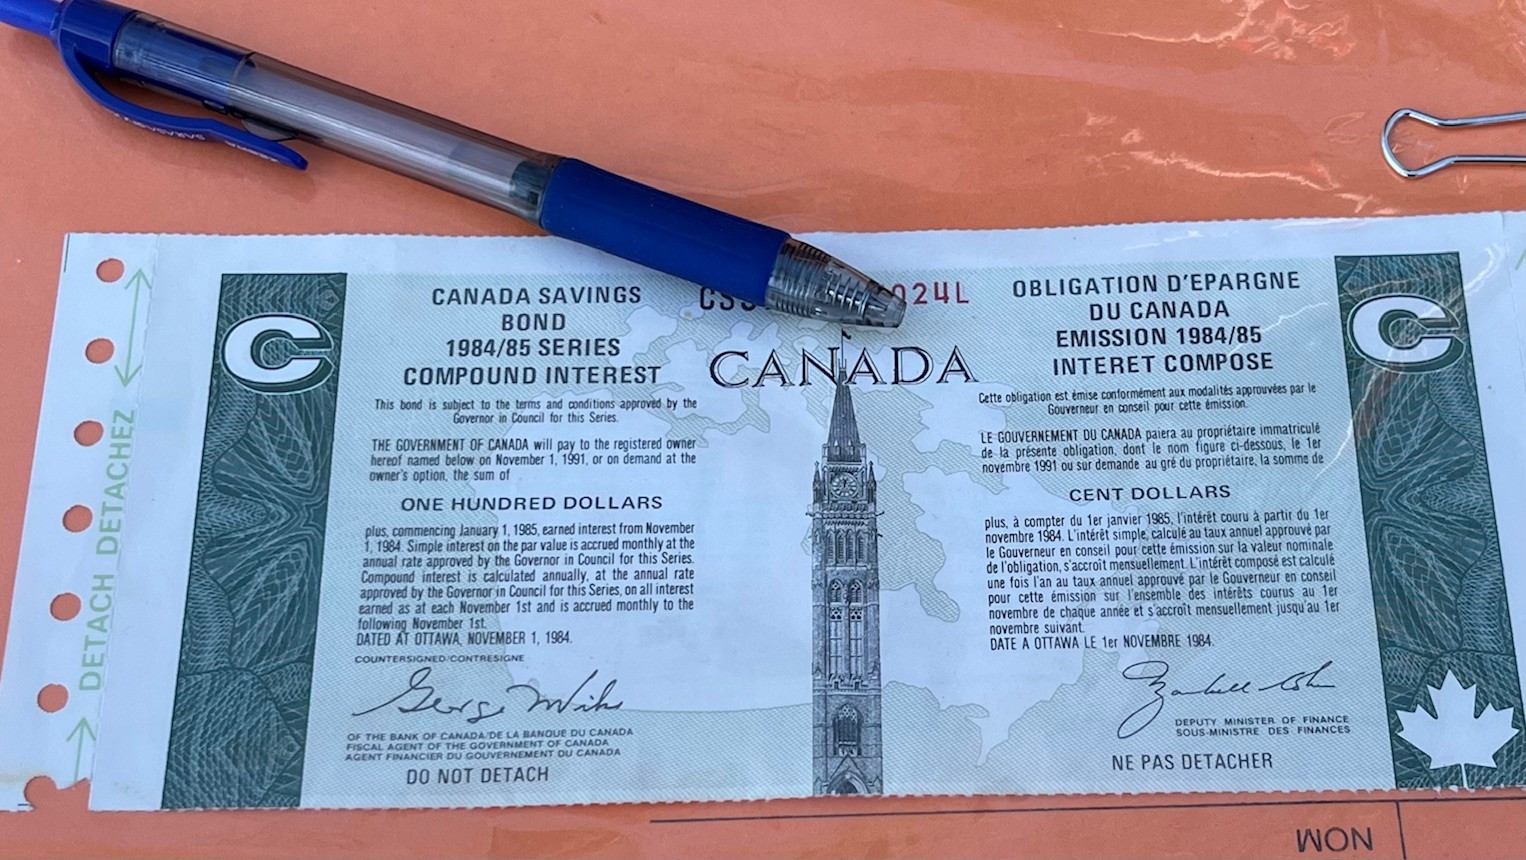 ZEBRA SARASA
DETACH DETACHEZ
C
CANADA SAVINGS
BOND
1984/85 SERIES
COMPOUND INTEREST
This bond is subject to the terms and conditions approved by the
Governor in Council for this Series.
THE GOVERNMENT OF CANADA will pay to the registered owner
hereof named below on November 1, 1991, or on demand at the
owner's option, the sum of
ONE HUNDRED DOLLARS
plus, commencing January 1, 1985, earned interest from November
1, 1984. Simple interest on the par value is accrued monthly at the
annual rate approved by the Governor in Council for this Series.
Compound interest is calculated annually, at the annual rate
approved by the Governor in Council for this Series, on all interest
earned as at each November 1st and is accrued monthly to the
following November 1st.
DATED AT OTTAWA, NOVEMBER 1, 1984.
COUNTERSIGNED/CONTRESIGNE
OF THE BANK OF CANADA/DE LA BANQUE DU CANADA
FISCAL AGENT OF THE GOVERNMENT OF CANADA
AGENT FINANCIER DU GOUVERNEMENT DU CANADA
DO NOT DETACH
CS 024L
CANADA
OBLIGATION D'EPARGNE
DU CANADA
EMISSION 1984/85
INTERET COMPOSE
Cette obligation est émise conformément aux modalités approuvées par le
Gouverneur en conseil pour cette émission.
LE GOUVERNEMENT DU CANADA paiera au propriétaire immatriculé
de la présente obligation, dont le nom figure ci-dessous, le 1er
novembre 1991 ou sur demande au gré du propriétaire, la somme de
CENT DOLLARS
plus, à compter du 1er janvier 1985, l'intérêt couru à partir du 1er
novembre 1984. L'intérêt simple, calculé au taux annuel approuvé par
le Gouverneur en conseil pour cette émission sur la valeur nominale
de l'obligation, s'accroît mensuellement. L'intérêt composé est calculé
une fois l'an au taux annuel approuvé par le Gouverneur en conseil
pour cette émission sur l'ensemble des intérêts courus au 1er
novembre de chaque année et s'accroît mensuellement jusqu'au 1er
novembre suivant.
DATE A OTTAWA LE 1er NOVEMBRE 1984.
DEPUTY MINISTER OF FINANCE
SOUS-MINISTRE DES FINANCES
NE PAS DETACHER
C
NOM